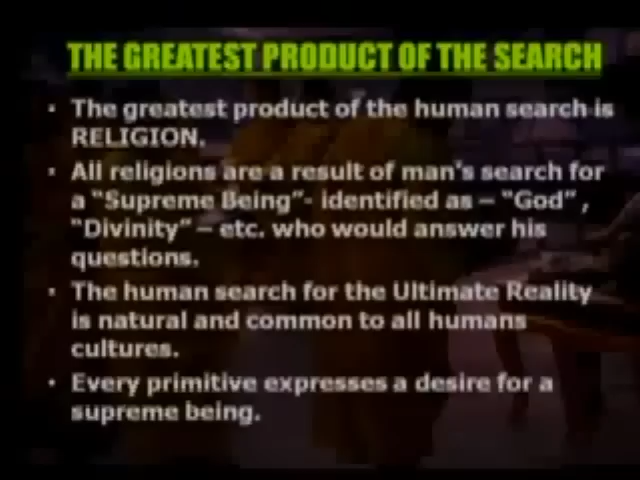 THE GREATEST PRODUCT OF THE SEARCH
• The greatest product of the human search is
RELIGION.
• All religions are a result of man's search for
a "Supreme Being"- identified as – "God" ,
"Divinity" – etc. who would answer his
questions.
• The human search for the Ultimate Reality
is natural and common to all humans
cultures.
• Every primitive expresses a desire for a
supreme being.